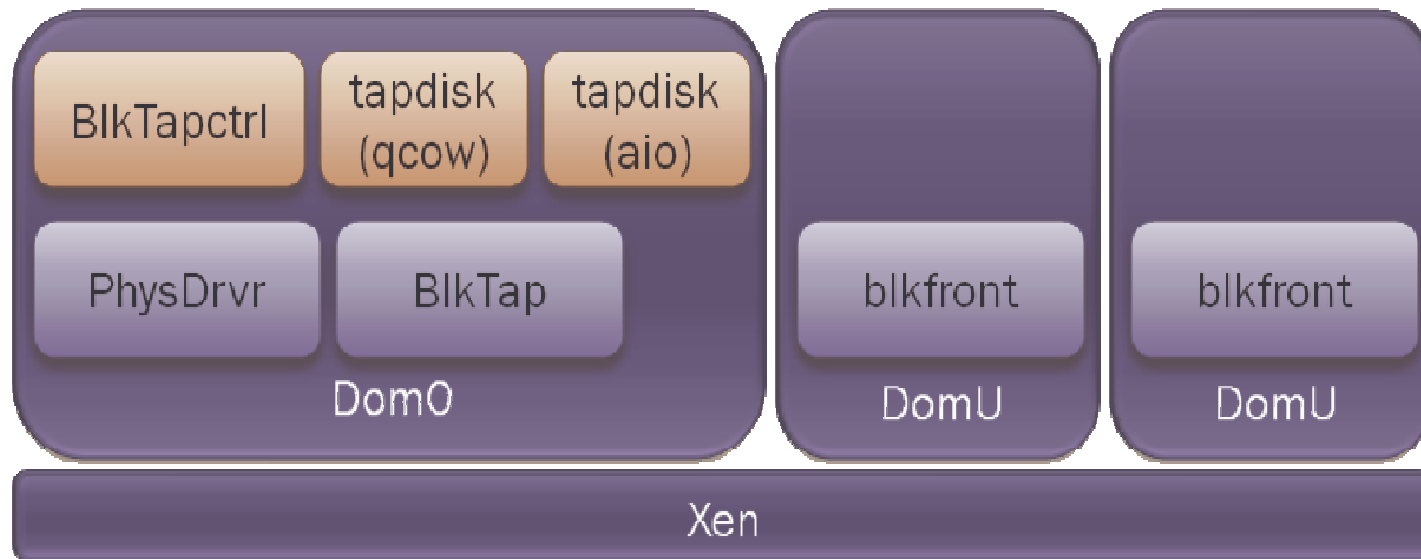 BlkTapctrl
tapdisk
(qcow)
tapdisk
(aio)
PhysDrvr
BlkTap
Dom0
blkfront
DomU
blkfront
DomU
Xen